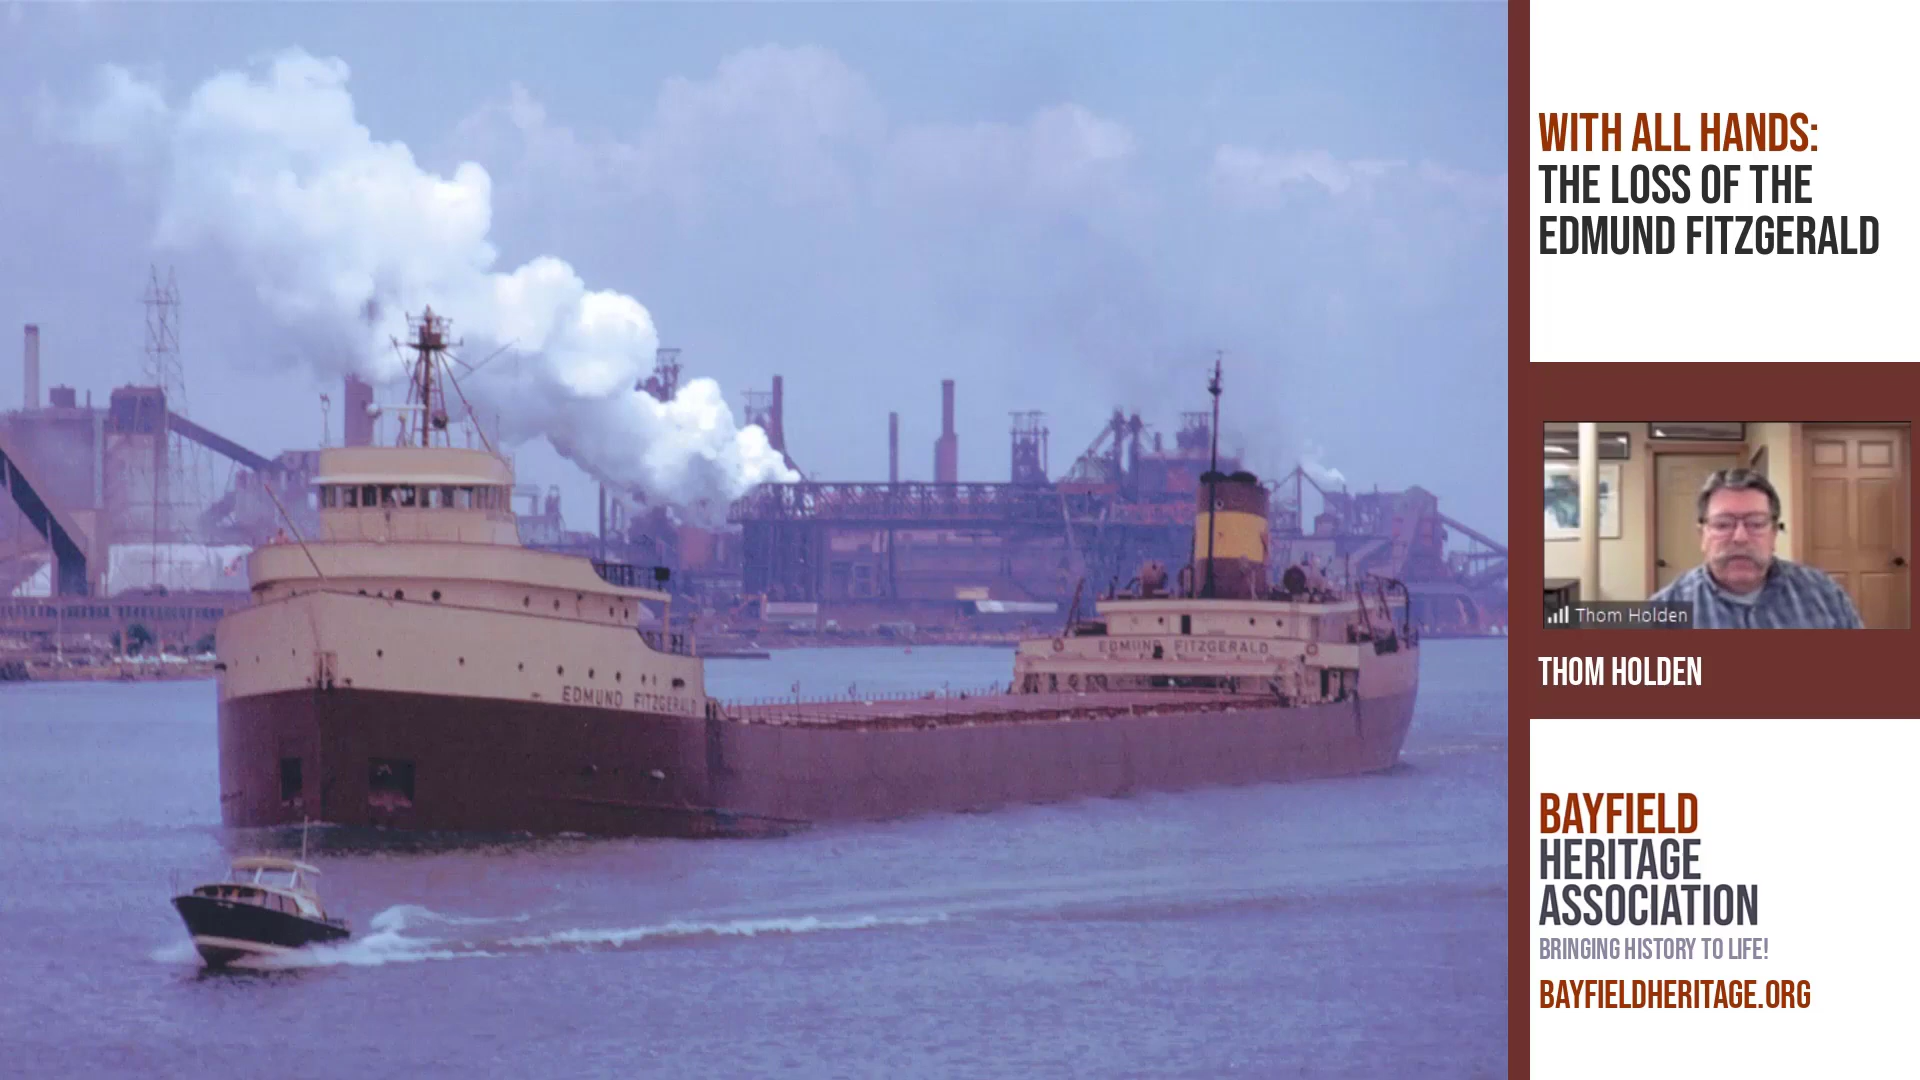 WITH ALL HANDS:
THE LOSS OF THE
EDMUND FITZGERALD
EDMUND FITZGERALD
EDMUND FITZGERALD
Thom Holden
THOM HOLDEN
BAYFIELD
HERITAGE
ASSOCIATION
BRINGING HISTORY TO LIFE!
BAYFIELDHERITAGE.ORG